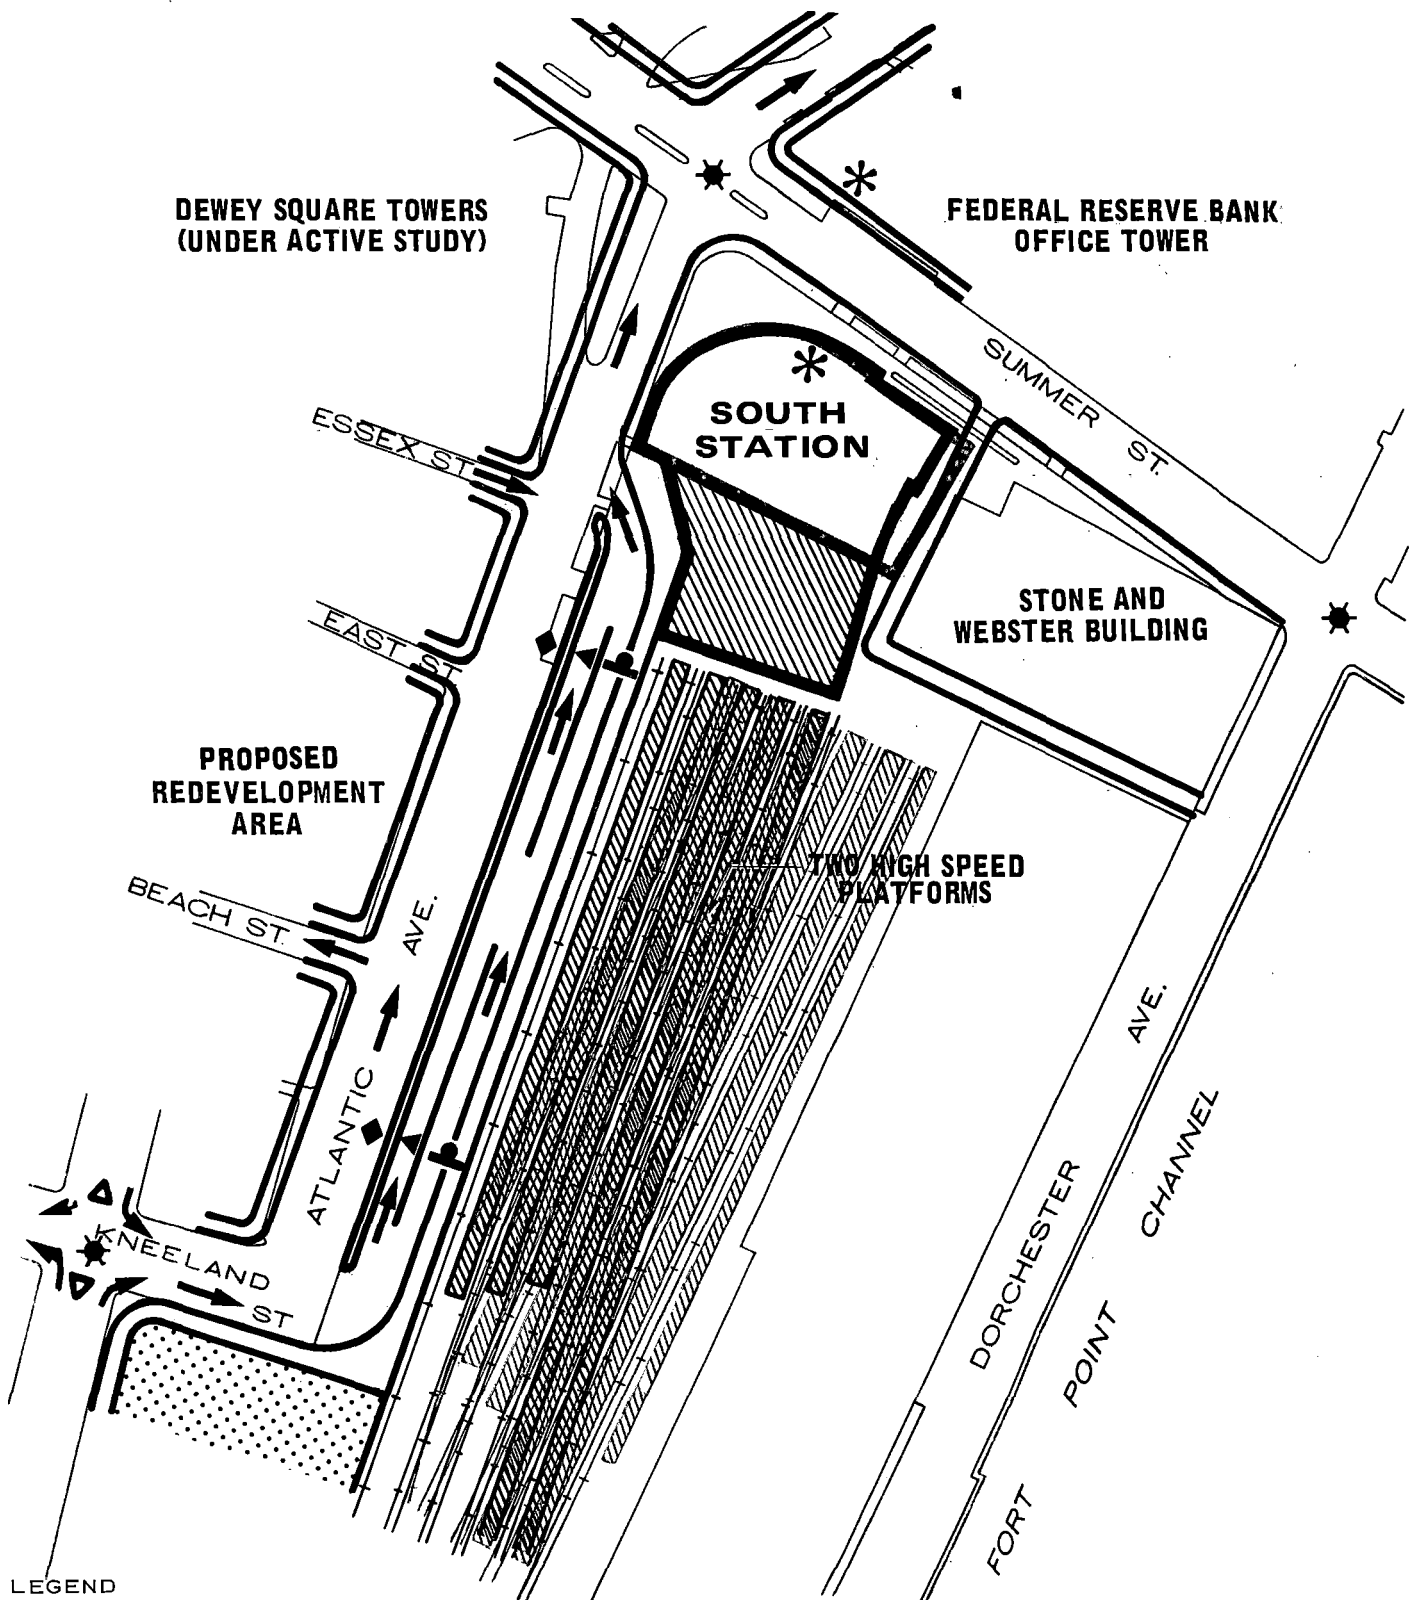 DEWEY SQUARE TOWERS
(UNDER ACTIVE STUDY)
FEDERAL RESERVE BANK
OFFICE TOWER
SUMMER ST.
SOUTH
STATION
ESSEX ST.
STONE AND
WEBSTER BUILDING
EAST ST.
PROPOSED
REDEVELOPMENT
AREA
TWO HIGH SPEED
PLATFORMS
BEACH ST.
ATLANTIC AVE.
DORCHESTER AVE.
FORT POINT CHANNEL
KNEELAND
ST
LEGEND